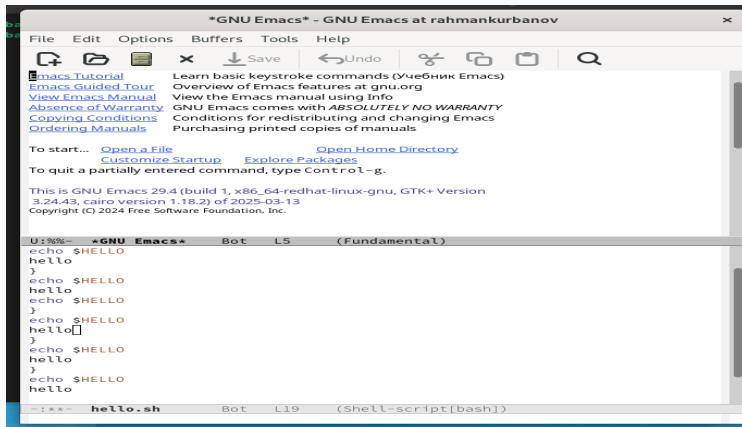 *GNU Emacs* - GNU Emacs at rahmankurbanov
File Edit Options Buffers Tools Help
Save Undo
Emacs Tutorial Learn basic keystroke commands (Учебник Emacs)
Emacs Guided Tour Overview of Emacs features at gnu.org
View Emacs Manual View the Emacs manual using Info
Absence of Warranty GNU Emacs comes with ABSOLUTELY NO WARRANTY
Copying Conditions Conditions for redistributing and changing Emacs
Ordering Manuals Purchasing printed copies of manuals
To start... Open a File Open Home Directory
Customize Startup Explore Packages
To quit a partially entered command, type Control-g.
This is GNU Emacs 29.4 (build 1, x86_64-redhat-linux-gnu, GTK+ Version
3.24.43, cairo version 1.18.2) of 2025-03-13
Copyright (C) 2024 Free Software Foundation, Inc.
U:%%- *GNU Emacs* Bot L5 (Fundamental)
echo $HELLO
hello
}
echo $HELLO
hello
echo $HELLO
}
echo $HELLO
hello
}
echo $HELLO
hello
}
echo $HELLO
hello
-:**- hello.sh Bot L19 (Shell-script[bash])